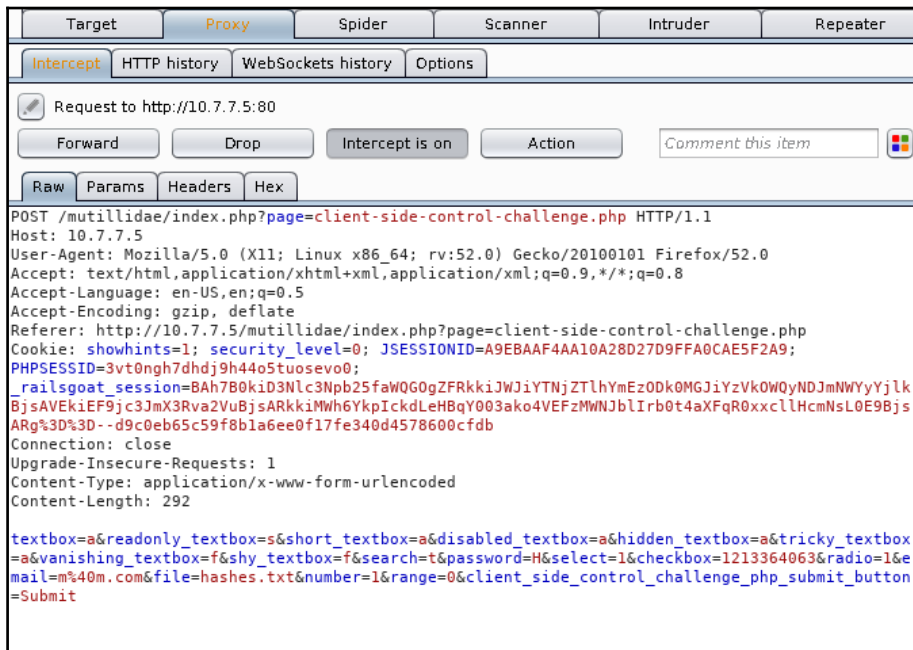 Target Proxy Spider Scanner Intruder Repeater
Intercept HTTP history WebSockets history Options
Request to http://10.7.7.5:80
Forward Drop Intercept is on Action Comment this item
Raw Params Headers Hex
POST /mutillidae/index.php?page=client-side-control-challenge.php HTTP/1.1
Host: 10.7.7.5
User-Agent: Mozilla/5.0 (X11; Linux x86_64; rv:52.0) Gecko/20100101 Firefox/52.0
Accept: text/html,application/xhtml+xml,application/xml;q=0.9,*/*;q=0.8
Accept-Language: en-US,en;q=0.5
Accept-Encoding: gzip, deflate
Referer: http://10.7.7.5/mutillidae/index.php?page=client-side-control-challenge.php
Cookie: showhints=1; security_level=0; JSESSIONID=A9EBAAF4AA10A28D27D9FFA0CAE5F2A9;
PHPSESSID=3vt0ngh7dhdj9h44o5tuosevo0;
_railsgoat_session=BAh7B0kiD3Nlc3Npb25faWQGOgZFRkkiJWJiYTNjZTlhYmEzODk0MGJiYzVkOWQyNDJmNWYyYjlk
BjsAVEkiEF9jc3JmX3Rva2VuBjsARkkiMWh6YkpIckdLeHBqY003ako4VEFzMWNJblIrb0t4aXFqR0xxcllHcmNsL0E9Bjs
ARg%3D%3D--d9c0eb65c59f8b1a6ee0f17fe340d4578600cfdb
Connection: close
Upgrade-Insecure-Requests: 1
Content-Type: application/x-www-form-urlencoded
Content-Length: 292
textbox=a&readonly_textbox=s&short_textbox=a&disabled_textbox=a&hidden_textbox=a&tricky_textbox
=a&vanishing_textbox=f&shy_textbox=f&search=t&password=H&select=1&checkbox=1213364063&radio=1&e
mail=m%40m.com&file=hashes.txt&number=1&range=0&client_side_control_challenge_php_submit_button
=Submit